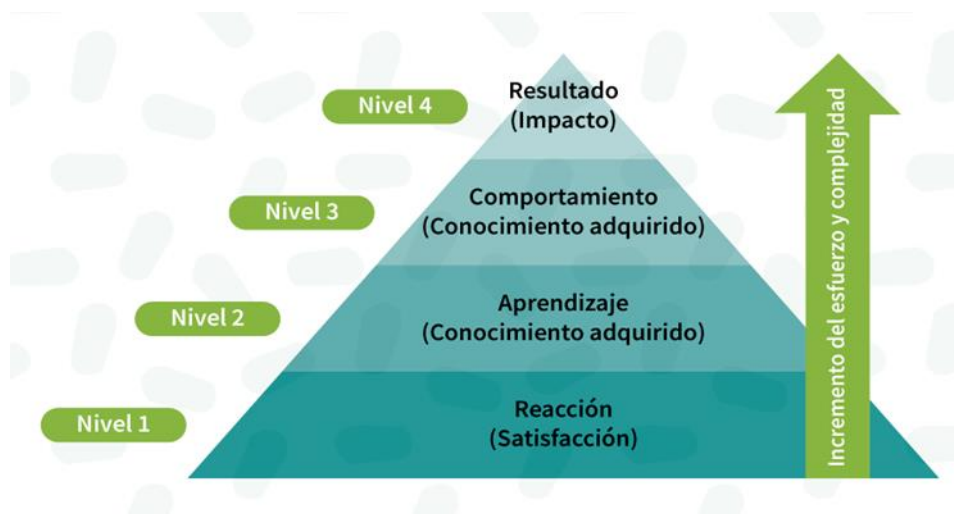 Nivel 4
Resultado
(Impacto)
Nivel 3
Comportamiento
(Conocimiento adquirido)
Nivel 2
Aprendizaje
(Conocimiento adquirido)
Nivel 1
Reacción
(Satisfacción)
Incremento del esfuerzo y complejidad